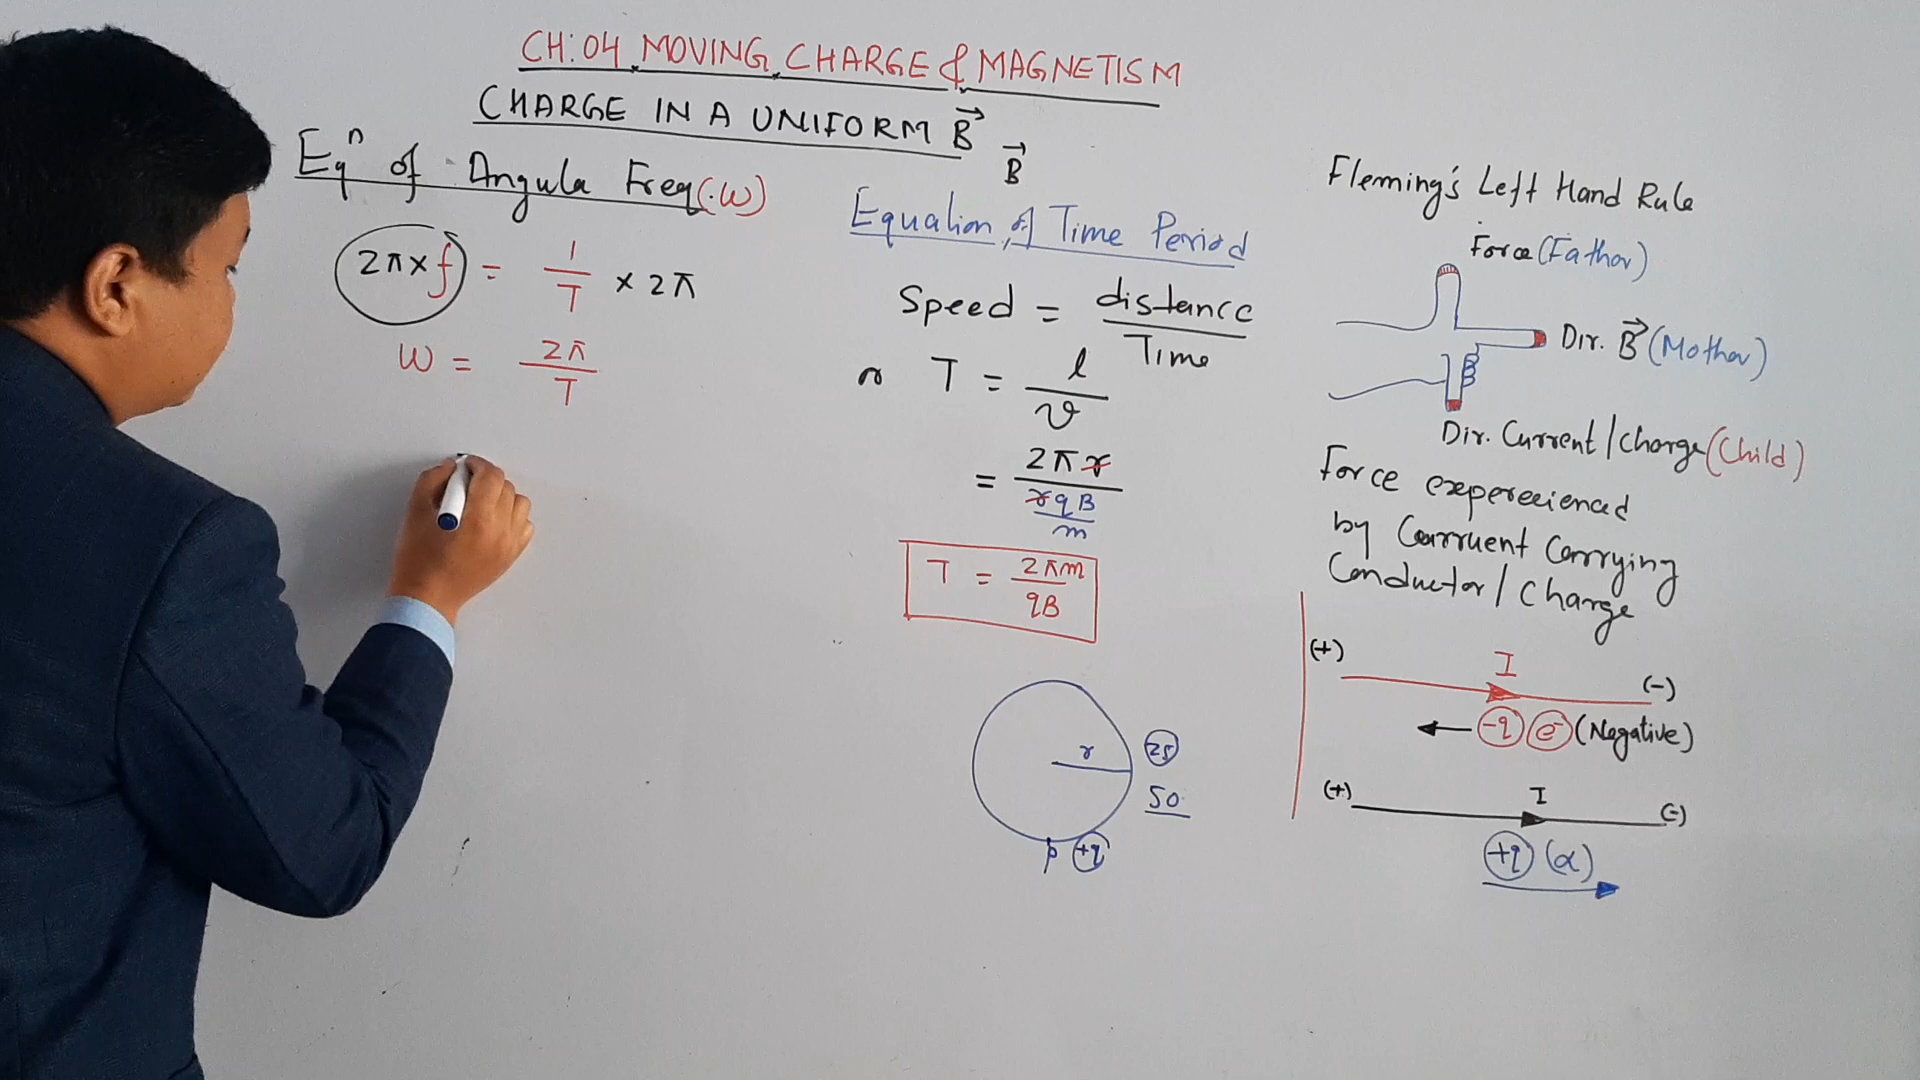 CH:04 MOVING CHARGE & MAGNETISM
CHARGE IN A UNIFORM B⃗
B⃗
Eqⁿ of Angula Freq(.ω)
2π×f = 1/T × 2π
ω = 2π/T
Equation of Time Period
Speed = distance/Time
T = l/v
= 2πr/(rqB/m)
T = 2πm/qB
r
25
50
P +q
Fleming's Left Hand Rule
Force (Father)
Dir. B⃗ (Mother)
Dir. Current/Charge (Child)
Force expereeienced
by Carruent Carrying
Conductor/Charge
(+) I (-)
-q e⁻ (Negative)
(+) I (-)
+q (α)